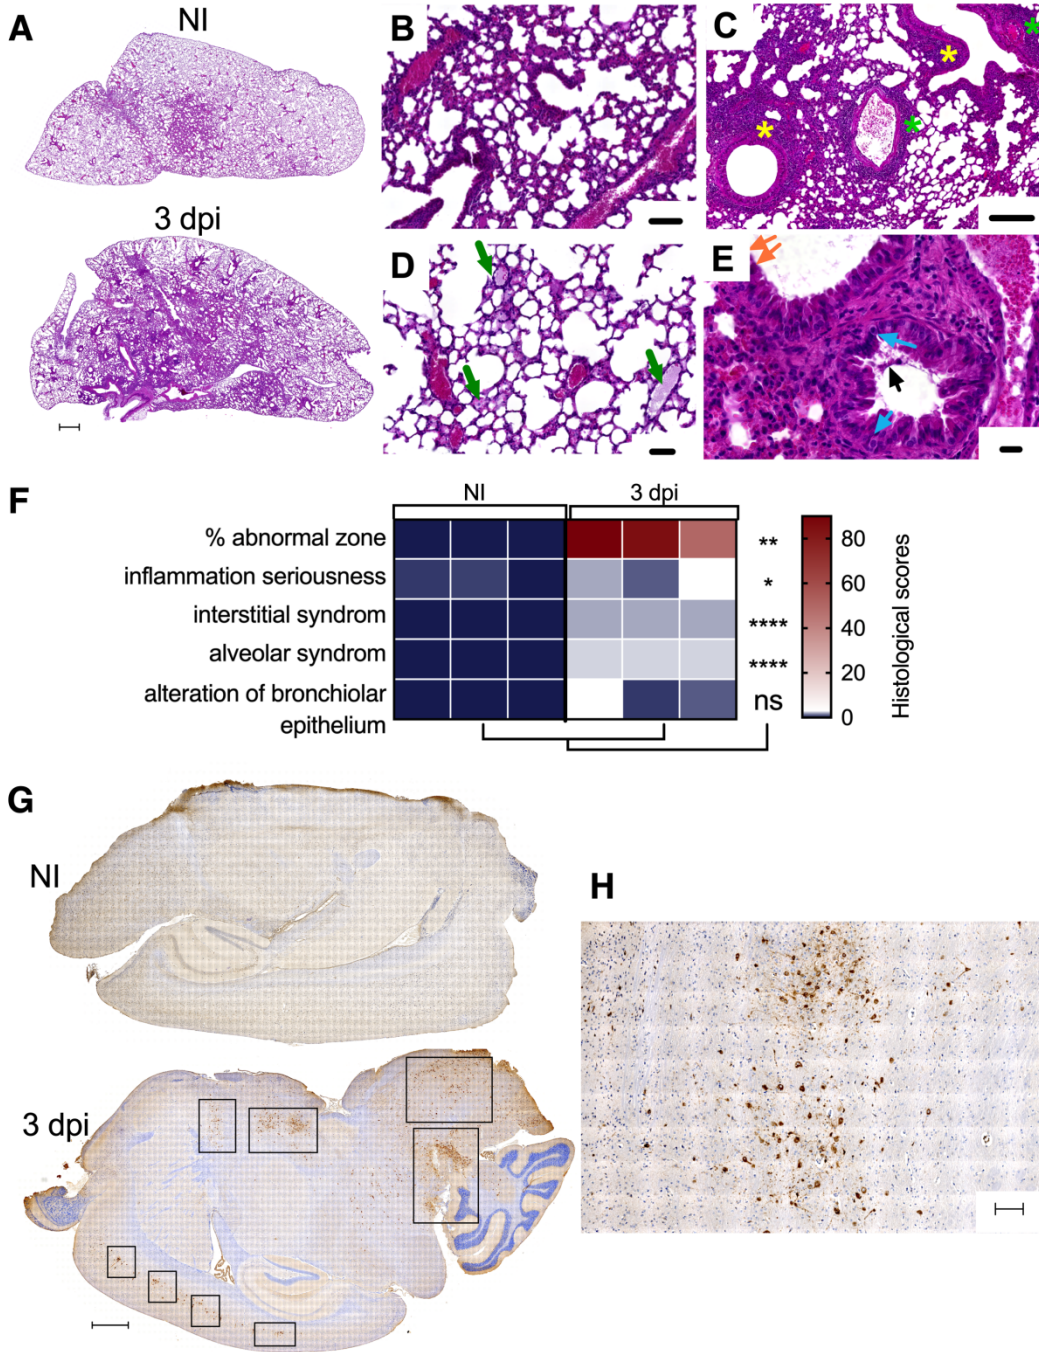 A
NI
3 dpi
B
C
*
*
*
*
D
E
F
NI
3 dpi
% abnormal zone
**
inflammation seriousness
*
interstitial syndrom
****
alveolar syndrom
****
alteration of bronchiolar
epithelium
ns
80
60
40
20
0
Histological scores
G
NI
3 dpi
H